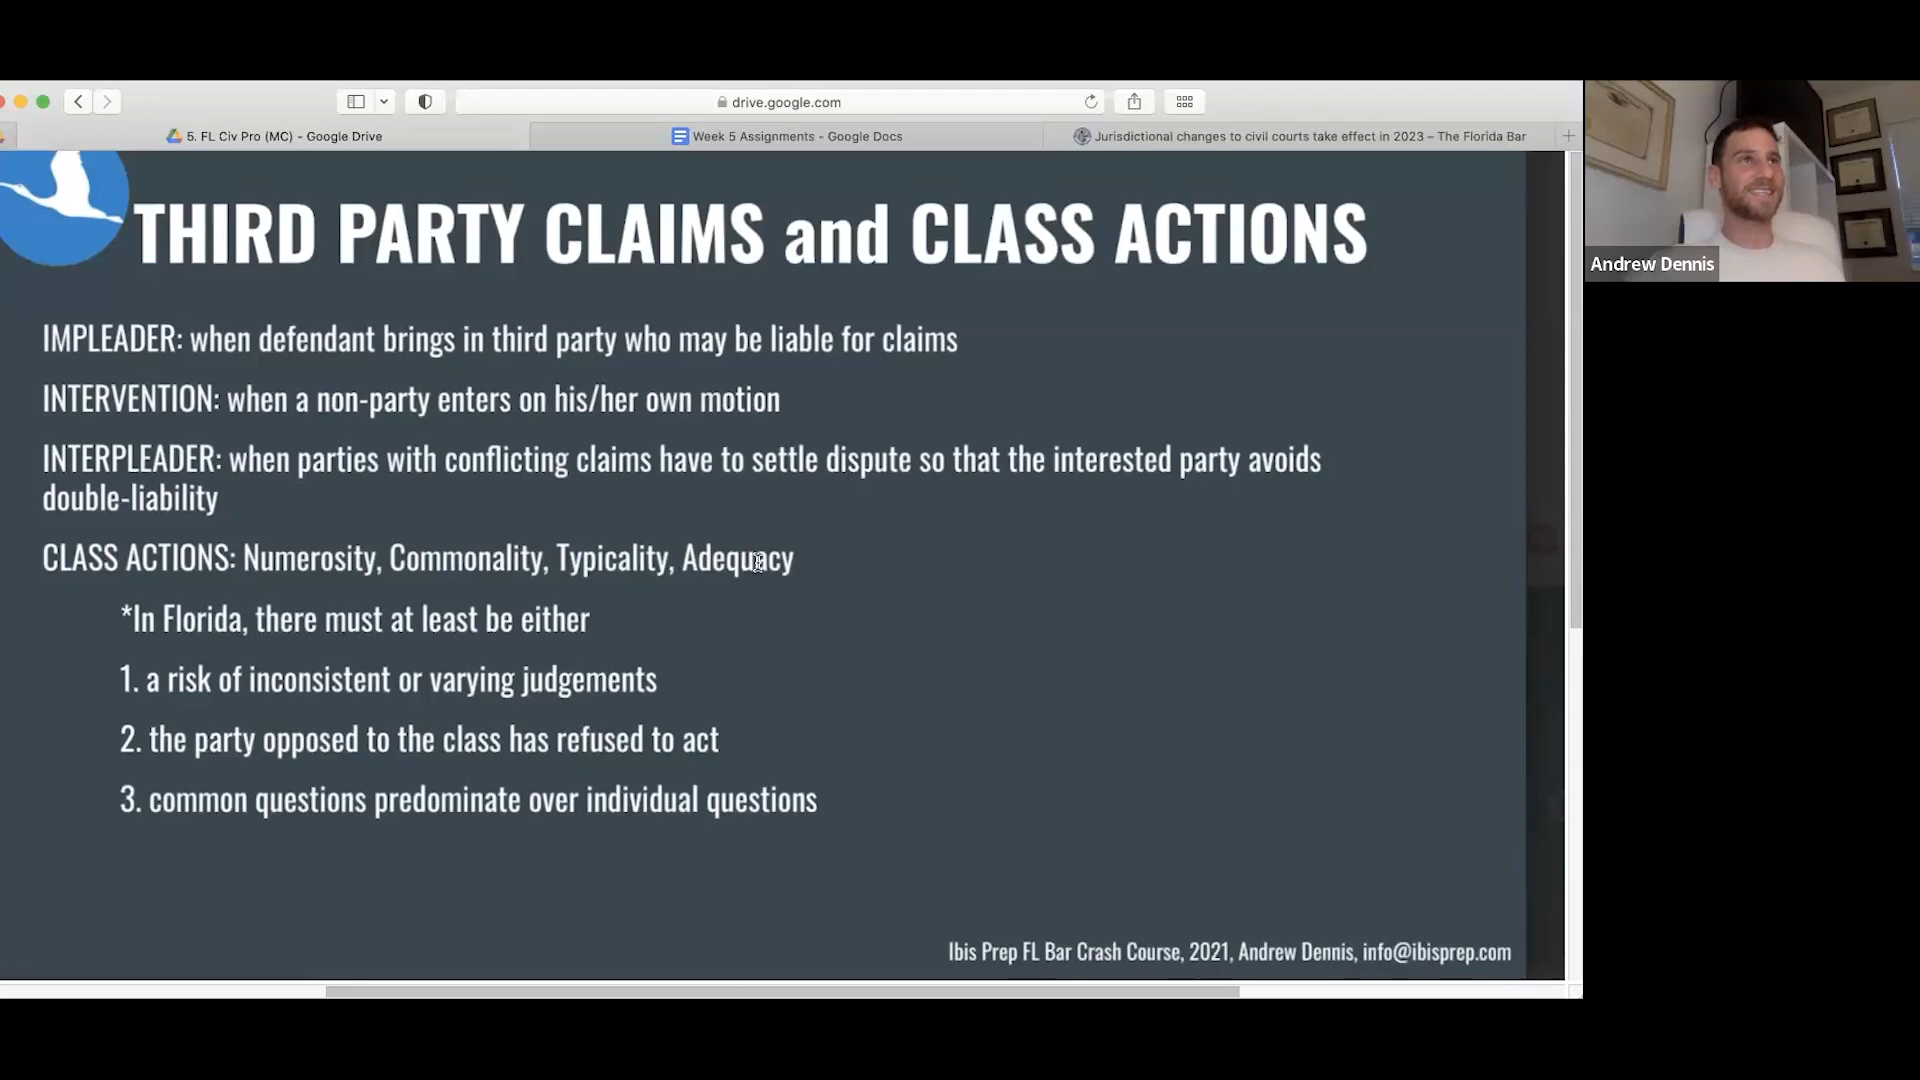 drive.google.com
5. FL Civ Pro (MC) - Google Drive
Week 5 Assignments - Google Docs
Jurisdictional changes to civil courts take effect in 2023 – The Florida Bar
THIRD PARTY CLAIMS and CLASS ACTIONS
Andrew Dennis
IMPLEADER: when defendant brings in third party who may be liable for claims
INTERVENTION: when a non-party enters on his/her own motion
INTERPLEADER: when parties with conflicting claims have to settle dispute so that the interested party avoids
double-liability
CLASS ACTIONS: Numerosity, Commonality, Typicality, Adequacy
*In Florida, there must at least be either
1. a risk of inconsistent or varying judgements
2. the party opposed to the class has refused to act
3. common questions predominate over individual questions
Ibis Prep FL Bar Crash Course, 2021, Andrew Dennis, info@ibisprep.com